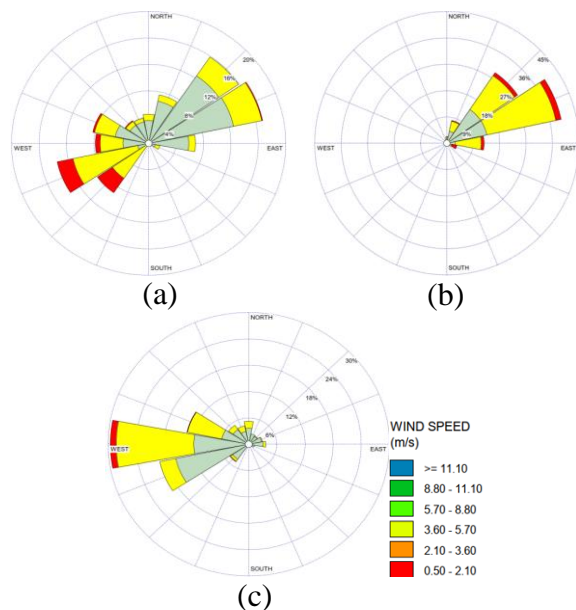 NORTH
20%
16%
12%
8%
4%
WEST
EAST
SOUTH
(a)
NORTH
45%
36%
27%
18%
9%
WEST
EAST
SOUTH
(b)
NORTH
30%
24%
18%
12%
6%
WEST
EAST
SOUTH
(c)
WIND SPEED
(m/s)
>= 11.10
8.80 - 11.10
5.70 - 8.80
3.60 - 5.70
2.10 - 3.60
0.50 - 2.10